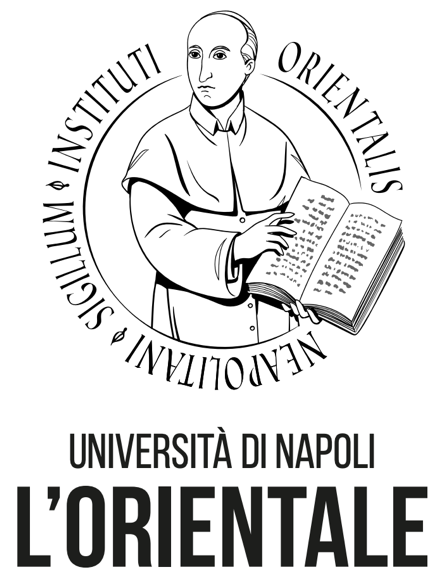 SIGILLUM INSTITUTI ORIENTALIS NEAPOLITANI
UNIVERSITÀ DI NAPOLI
L'ORIENTALE